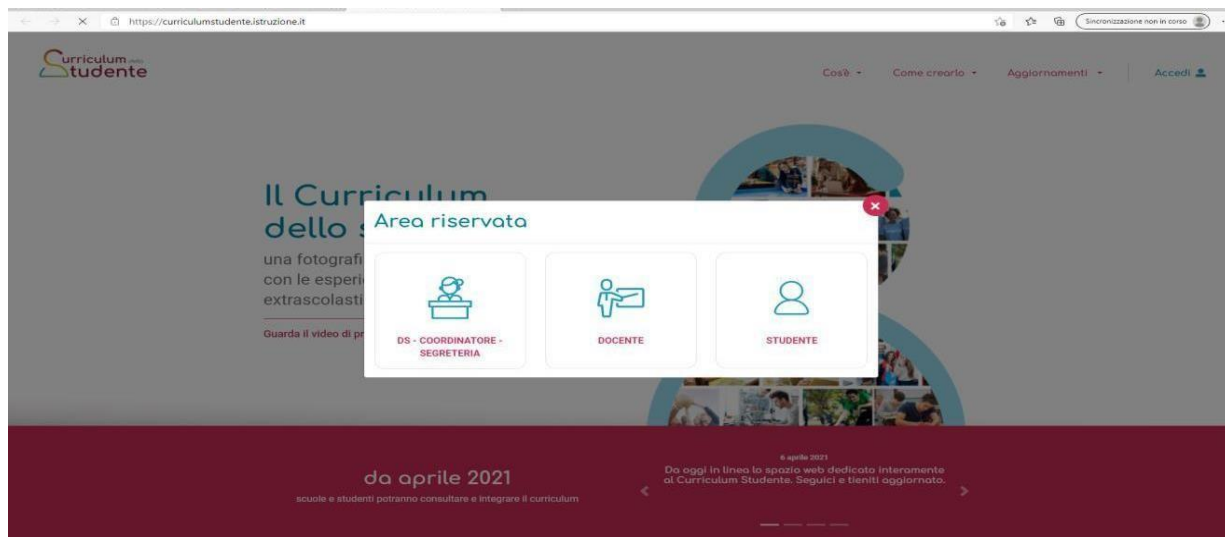 https://curriculumstudente.istruzione.it
Sincronizzazione non in corso
Curriculum dello
Studente
Cos'è
Come crearlo
Aggiornamenti
Accedi
Il Curriculum
dello s
una fotografi
con le esperi
extrascolasti
Guarda il video di pr
Area riservata
DS - COORDINATORE -
SEGRETERIA
DOCENTE
STUDENTE
da aprile 2021
scuole e studenti potranno consultare e integrare il curriculum
6 aprile 2021
Da oggi in linea lo spazio web dedicato interamente
al Curriculum Studente. Seguici e tieniti aggiornato.